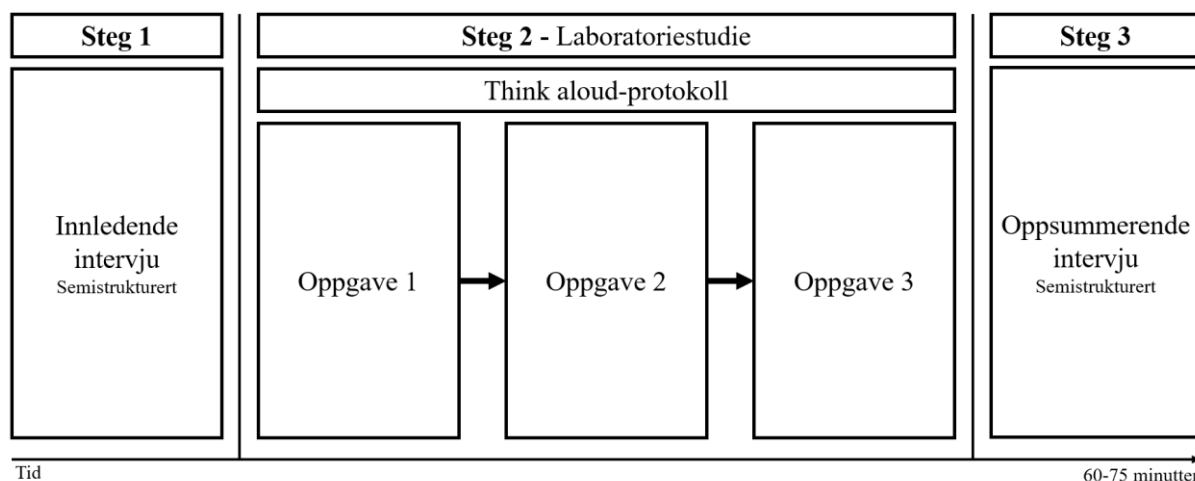 Steg 1
Steg 2 - Laboratoriestudie
Steg 3
Think aloud-protokoll
Innledende
intervju
Semistrukturert
Oppgave 1
Oppgave 2
Oppgave 3
Oppsummerende
intervju
Semistrukturert
Tid
60-75 minutter